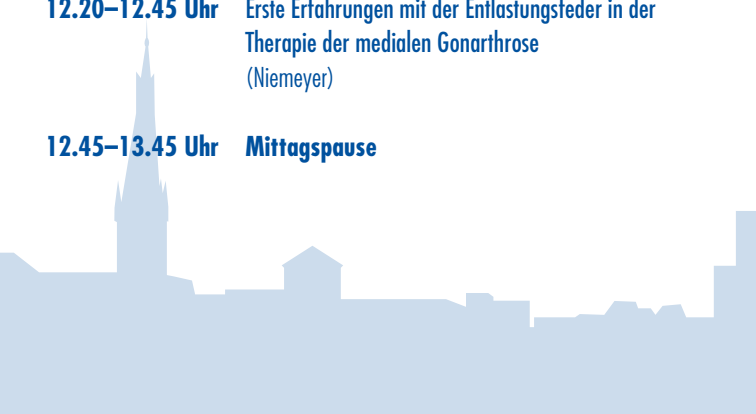 12.20–12.45 Uhr Erste Erfahrungen mit der Entlastungsfeder in der
Therapie der medialen Gonarthrose
(Niemeyer)
12.45–13.45 Uhr Mittagspause